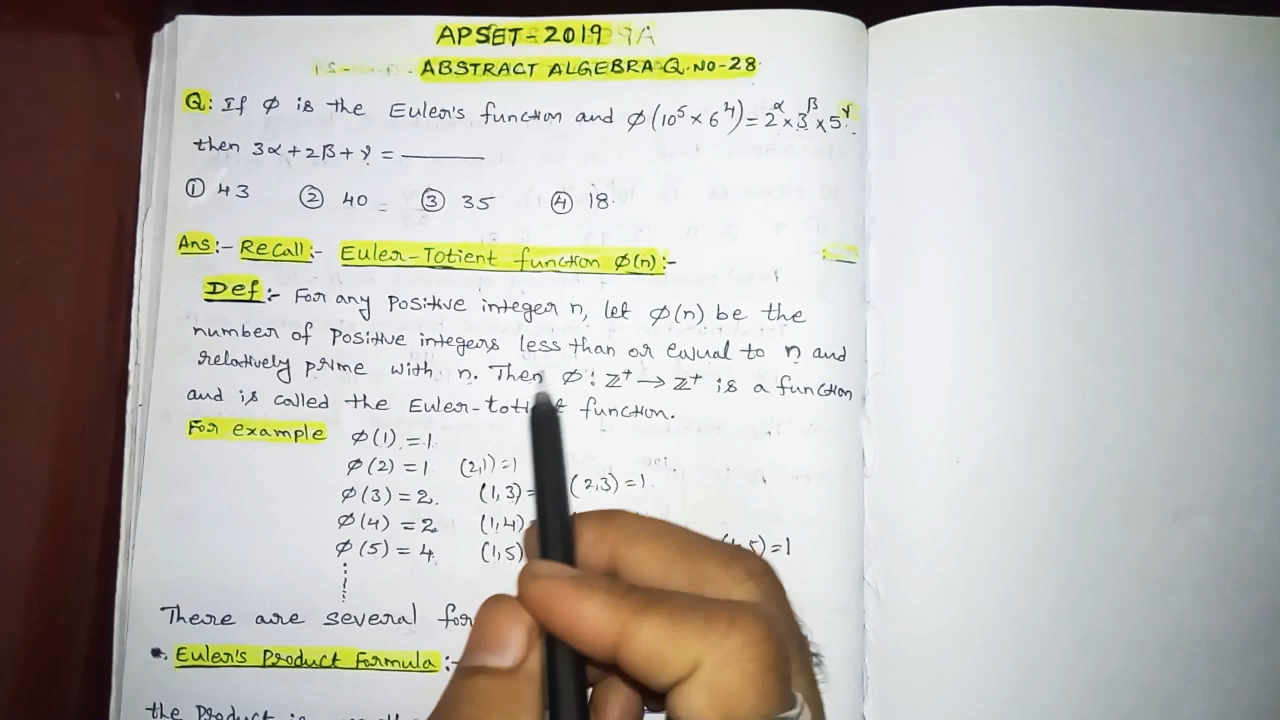 APSET-2019
ABSTRACT ALGEBRA Q.NO-28
Q: If Φ is the Euler's function and Φ(10⁵×6⁴)=2^α×3^β×5^γ.
then 3α+2β+γ =
① 43 ② 40 ③ 35 ④ 18.
Ans:- Recall:- Euler-Totient function Φ(n):-
Def:- For any positive integer n, let Φ(n) be the
number of positive integers less than or equal to n and
relatively prime with n. Then Φ: Z⁺→Z⁺ is a function
and is called the Euler- function.
For example Φ(1)=1.
Φ(2)=1. (2,1)=1
Φ(3)=2. (1,3)= (2,3)=1.
Φ(4)=2 (1,4)
Φ(5)=4. (1,5) 5)=1
There are several
*. Euler's Product Formula:-
the product is